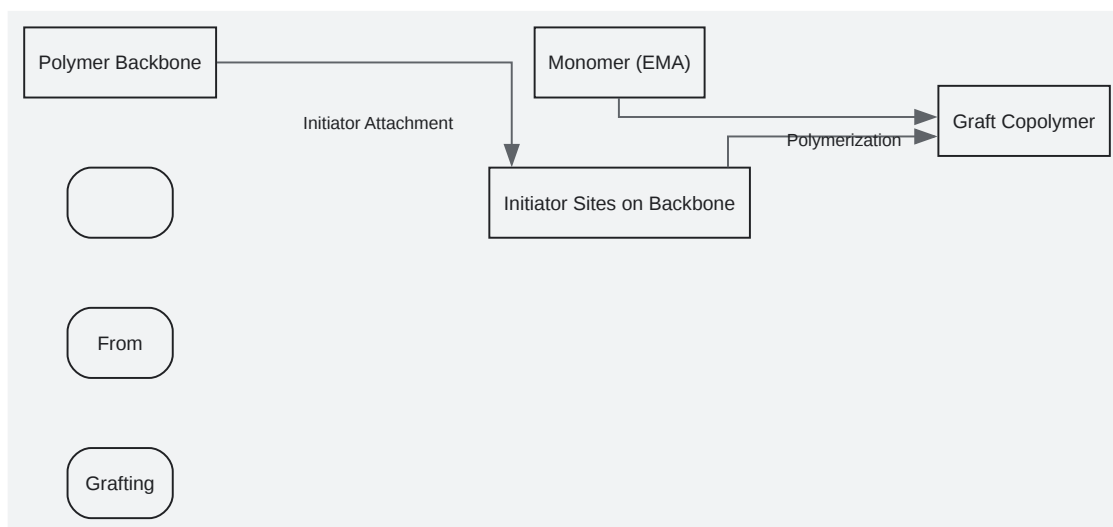 Polymer Backbone
Monomer (EMA)
Graft Copolymer
Initiator Attachment
Polymerization
Initiator Sites on Backbone
From
Grafting